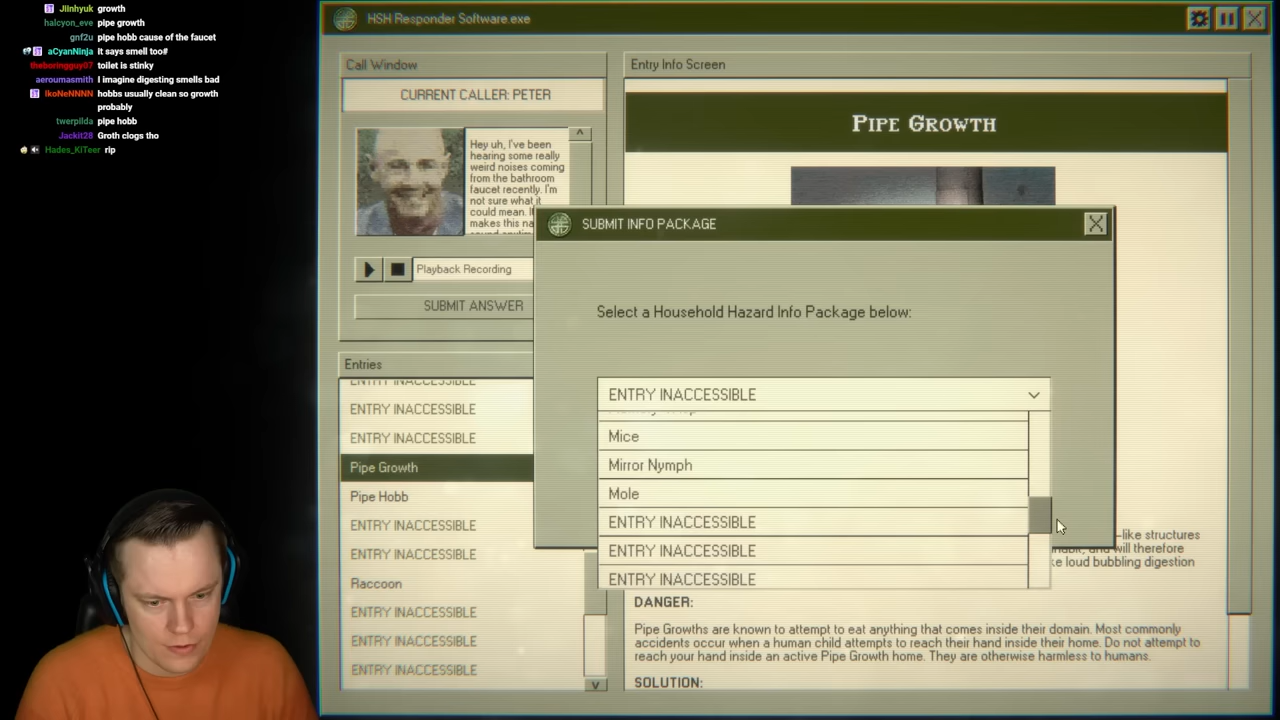 Jlinhyuk growth
halcyon_eve pipe growth
gnf2u pipe hobb cause of the faucet
aCyanNinja It says smell too#
theboringguy07 toilet is stinky
aeroumasmith I imagine digesting smells bad
IkoNeNNNN hobbs usually clean so growth
probably
twerpilda pipe hobb
Jackit28 Groth clogs tho
Hades_KITeer rip
HSH Responder Software.exe
Call Window
CURRENT CALLER: PETER
Hey uh, I've been
hearing some really
weird noises coming
from the bathroom
faucet recently. I'm
not sure what it
could mean.
makes this
Playback Recording
SUBMIT ANSWER
Entries
ENTRY INACCESSIBLE
ENTRY INACCESSIBLE
ENTRY INACCESSIBLE
Pipe Growth
Pipe Hobb
ENTRY INACCESSIBLE
ENTRY INACCESSIBLE
Raccoon
ENTRY INACCESSIBLE
ENTRY INACCESSIBLE
ENTRY INACCESSIBLE
Entry Info Screen
PIPE GROWTH
SUBMIT INFO PACKAGE
Select a Household Hazard Info Package below:
ENTRY INACCESSIBLE
Mice
Mirror Nymph
Mole
ENTRY INACCESSIBLE
ENTRY INACCESSIBLE
ENTRY INACCESSIBLE
-like structures
and will therefore
loud bubbling digestion
DANGER:
Pipe Growths are known to attempt to eat anything that comes inside their domain. Most commonly
accidents occur when a human child attempts to reach their hand inside their home. Do not attempt to
reach your hand inside an active Pipe Growth home. They are otherwise harmless to humans.
SOLUTION: